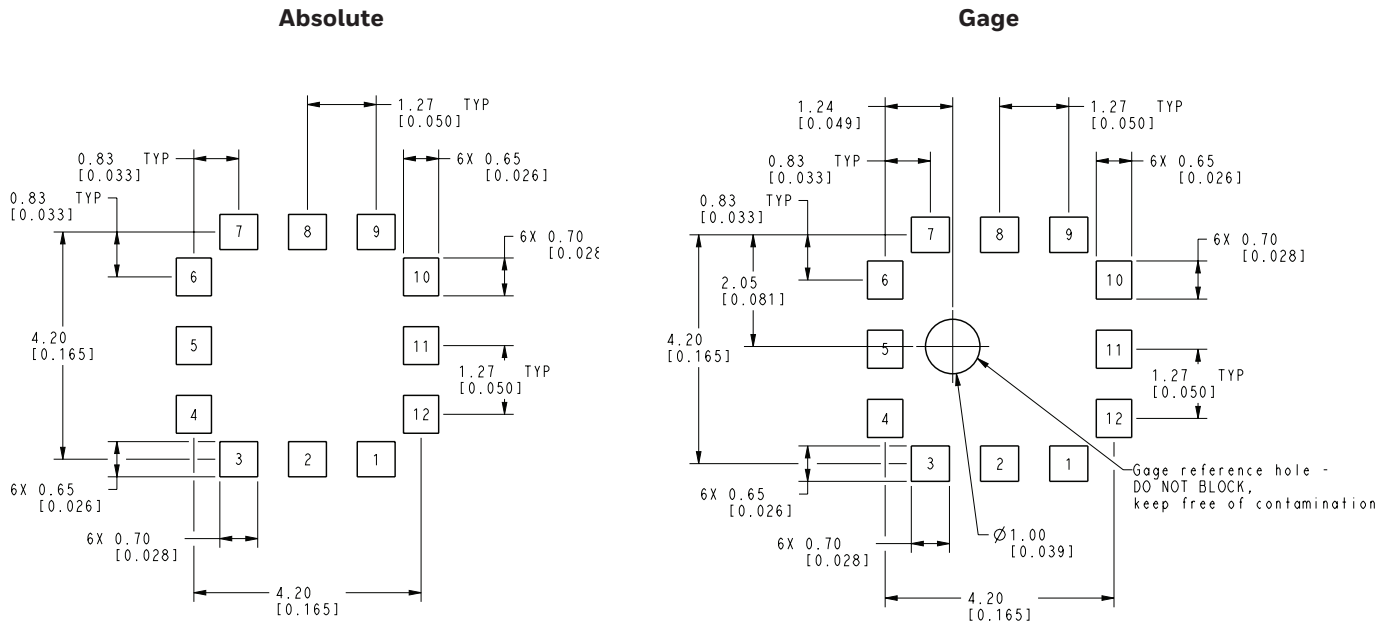 Absolute
1.27 TYP
[0.050]
0.83 TYP
[0.033]
6X 0.65
[0.026]
0.83 TYP
[0.033]
7
8
9
6X 0.70
[0.028
6
10
4.20
[0.165]
5
11
1.27 TYP
[0.050]
4
12
3
2
1
6X 0.65
[0.026]
6X 0.70
[0.028]
4.20
[0.165]
Gage
1.24
[0.049]
1.27 TYP
[0.050]
0.83 TYP
[0.033]
6X 0.65
[0.026]
0.83 TYP
[0.033]
7
8
9
6X 0.70
[0.028]
6
10
2.05
[0.081]
4.20
[0.165]
5
11
1.27 TYP
[0.050]
4
12
3
2
1
Gage reference hole -
DO NOT BLOCK,
keep free of contamination
6X 0.65
[0.026]
Ø1.00
[0.039]
6X 0.70
[0.028]
4.20
[0.165]